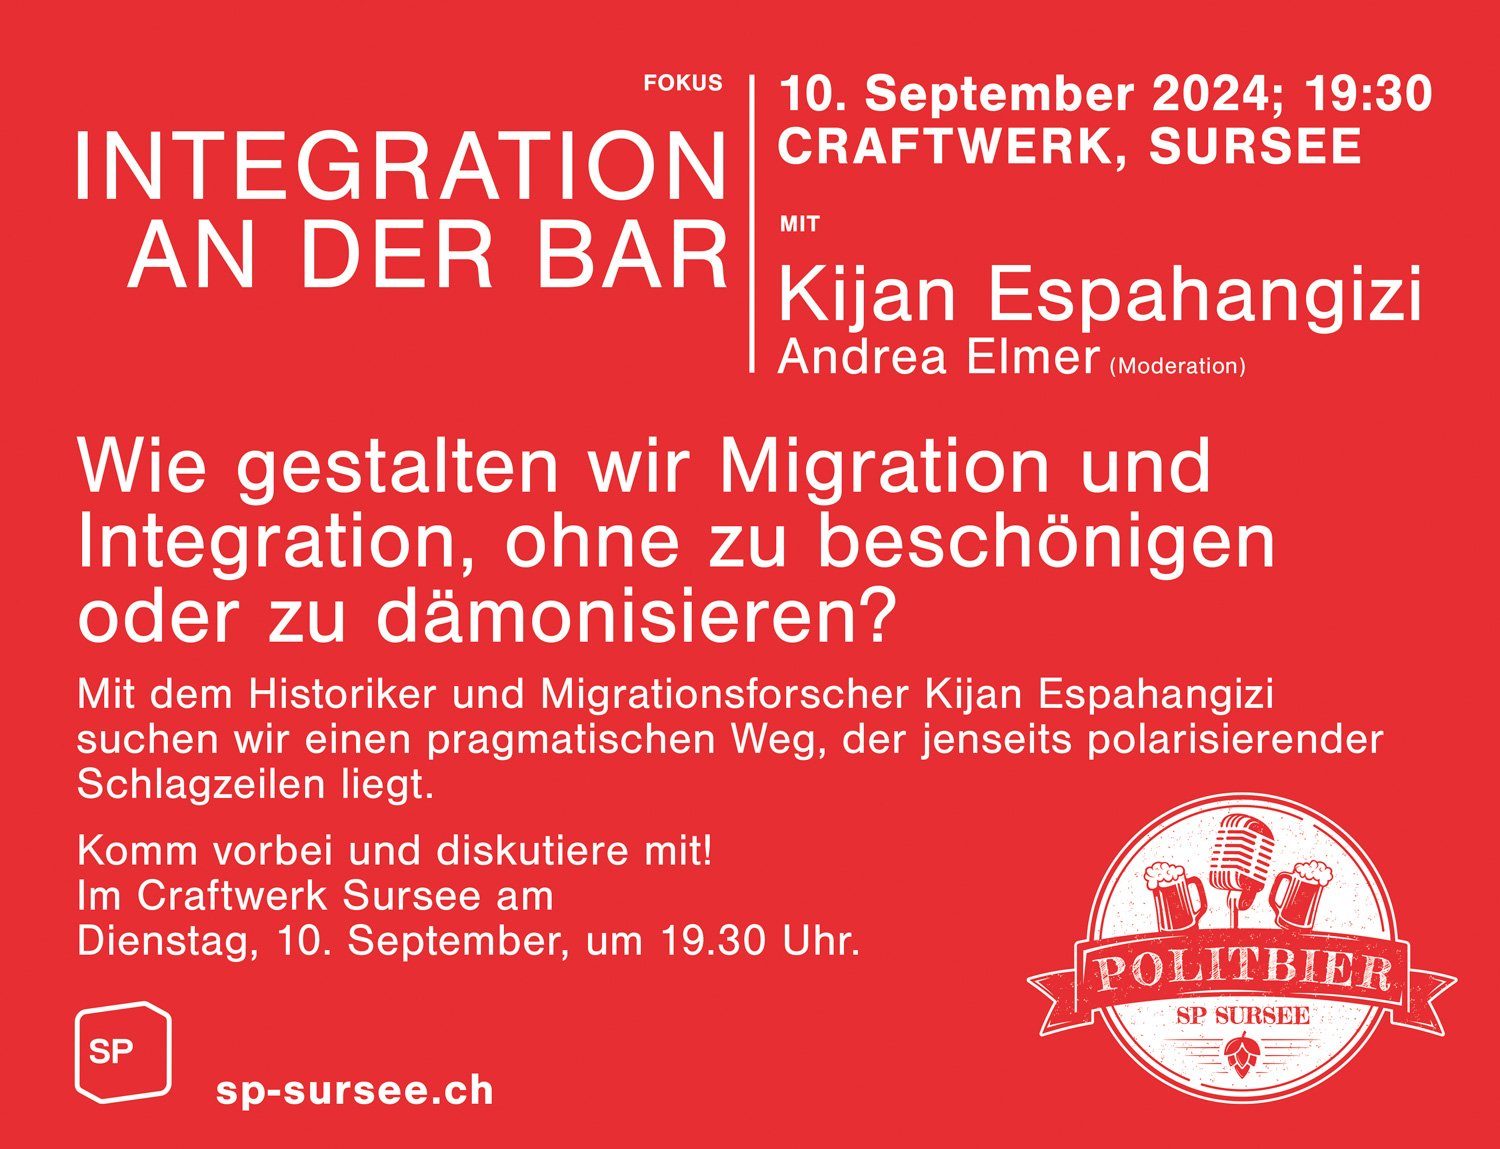 FOKUS
INTEGRATION
AN DER BAR
10. September 2024; 19:30
CRAFTWERK, SURSEE
MIT
Kijan Espahangizi
Andrea Elmer (Moderation)
Wie gestalten wir Migration und
Integration, ohne zu beschönigen
oder zu dämonisieren?
Mit dem Historiker und Migrationsforscher Kijan Espahangizi
suchen wir einen pragmatischen Weg, der jenseits polarisierender
Schlagzeilen liegt.
Komm vorbei und diskutiere mit!
Im Craftwerk Sursee am
Dienstag, 10. September, um 19.30 Uhr.
POLITBIER
SP SURSEE
SP
sp-sursee.ch